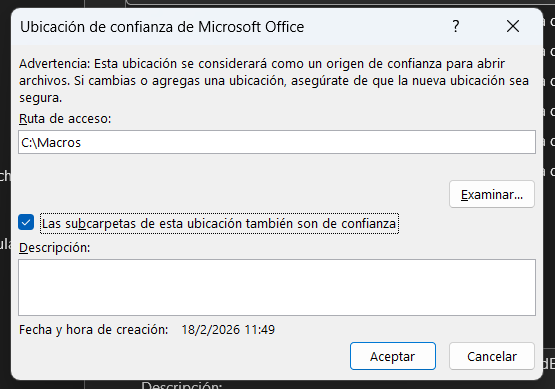 Ubicación de confianza de Microsoft Office
?
Advertencia: Esta ubicación se considerará como un origen de confianza para abrir
archivos. Si cambias o agregas una ubicación, asegúrate de que la nueva ubicación sea
segura.
Ruta de acceso:
C:\Macros
Examinar...
Las subcarpetas de esta ubicación también son de confianza
Descripción:
Fecha y hora de creación: 18/2/2026 11:49
Aceptar Cancelar
Descripción: